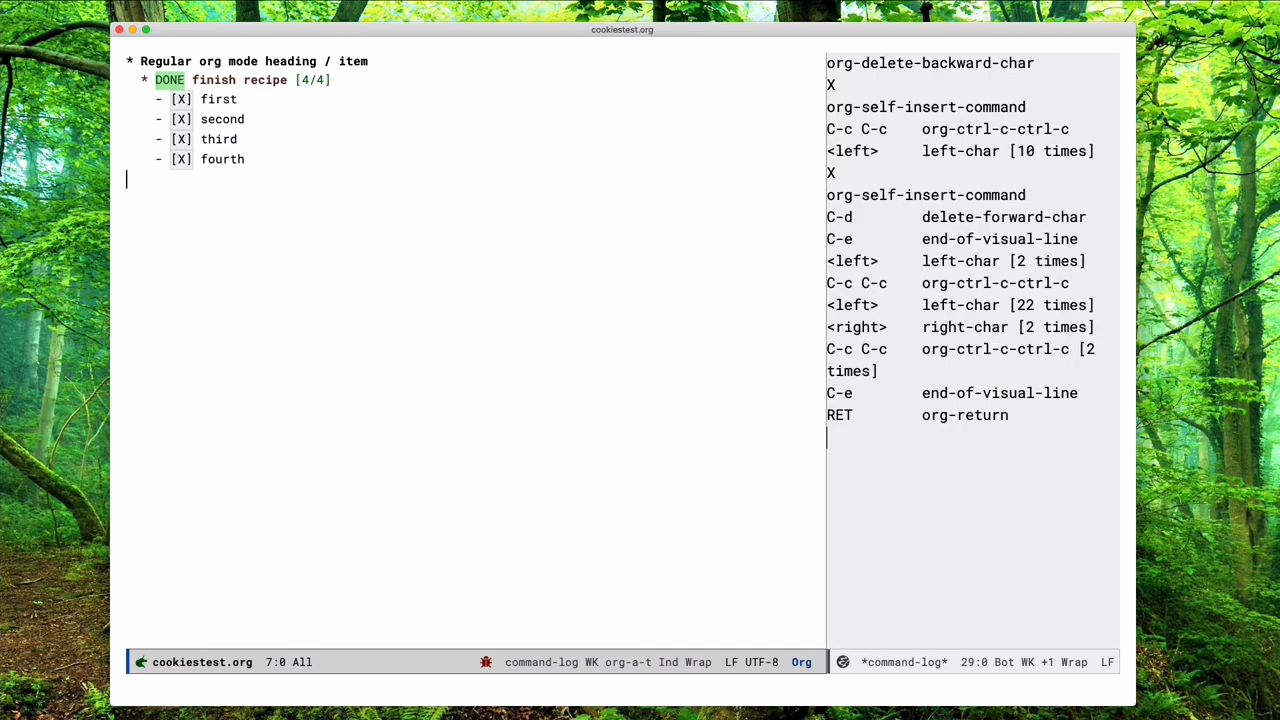 cookiestest.org
* Regular org mode heading / item
* DONE finish recipe [4/4]
- [X] first
- [X] second
- [X] third
- [X] fourth
org-delete-backward-char
X
org-self-insert-command
C-c C-c org-ctrl-c-ctrl-c
<left> left-char [10 times]
X
org-self-insert-command
C-d delete-forward-char
C-e end-of-visual-line
<left> left-char [2 times]
C-c C-c org-ctrl-c-ctrl-c
<left> left-char [22 times]
<right> right-char [2 times]
C-c C-c org-ctrl-c-ctrl-c [2
times]
C-e end-of-visual-line
RET org-return
cookiestest.org 7:0 All command-log WK org-a-t Ind Wrap LF UTF-8 Org
*command-log* 29:0 Bot WK +1 Wrap LF